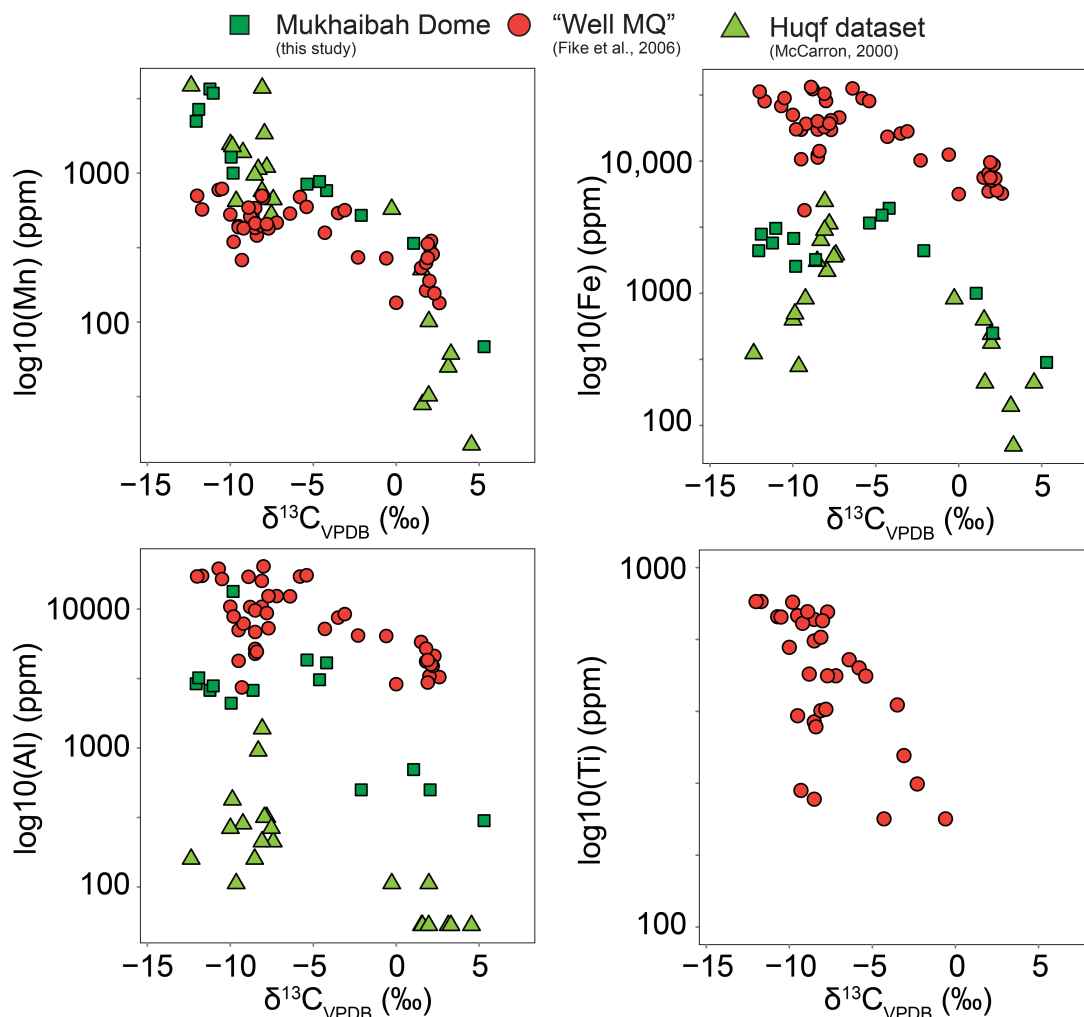 Mukhaibah Dome
(this study)
“Well MQ”
(Fike et al., 2006)
Huqf dataset
(McCarron, 2000)
log10(Mn) (ppm)
1000
100
−15 −10 −5 0 5
δ13CVPDB (‰)
log10(Fe) (ppm)
10,000
1000
100
−15 −10 −5 0 5
δ13CVPDB (‰)
log10(Al) (ppm)
10000
1000
100
−15 −10 −5 0 5
δ13CVPDB (‰)
log10(Ti) (ppm)
1000
100
−15 −10 −5 0 5
δ13CVPDB (‰)